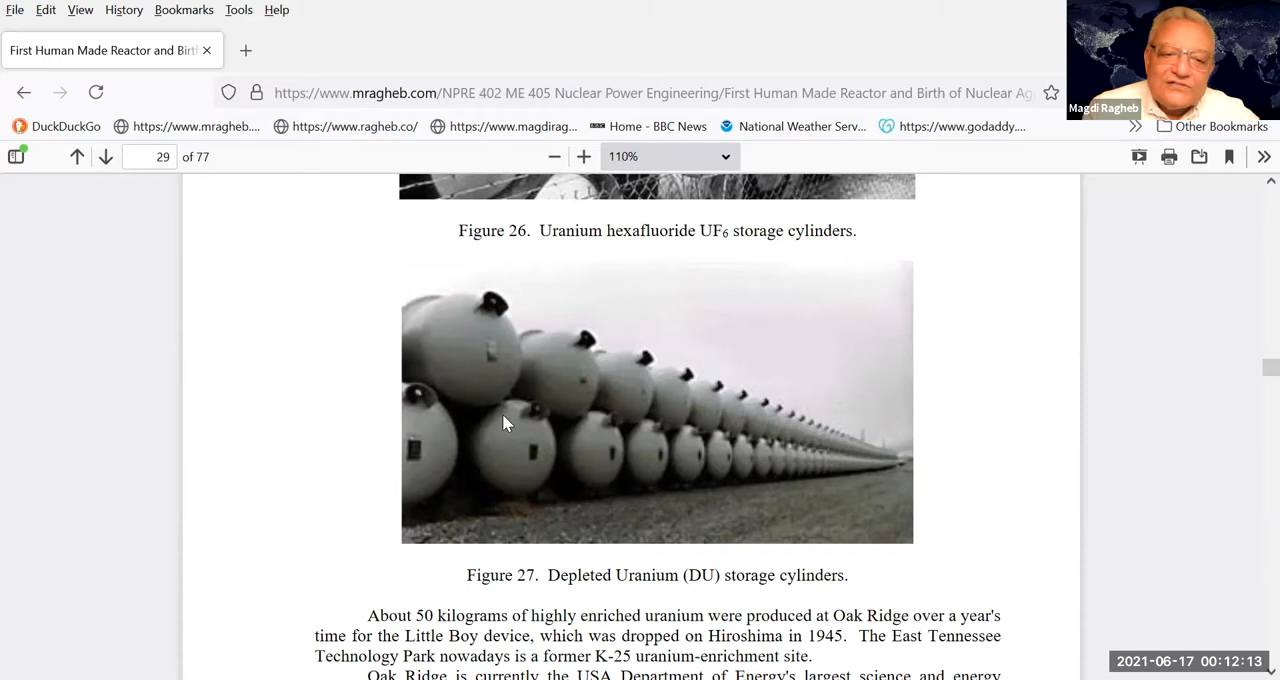 File Edit View History Bookmarks Tools Help
First Human Made Reactor and Birt
https://www.mragheb.com/NPRE 402 ME 405 Nuclear Power Engineering/First Human Made Reactor and Birth of Nuclear Ag
Magdi Ragheb
DuckDuckGo https://www.mragheb.... https://www.ragheb.co/ https://www.magdirag... BBC Home - BBC News National Weather Serv... https://www.godaddy.... Other Bookmarks
29 of 77 110%
Figure 26. Uranium hexafluoride UF₆ storage cylinders.
Figure 27. Depleted Uranium (DU) storage cylinders.
About 50 kilograms of highly enriched uranium were produced at Oak Ridge over a year's
time for the Little Boy device, which was dropped on Hiroshima in 1945. The East Tennessee
Technology Park nowadays is a former K-25 uranium-enrichment site.
Oak Ridge is currently the USA Department of Energy's largest science and energy
2021-06-17 00:12:13